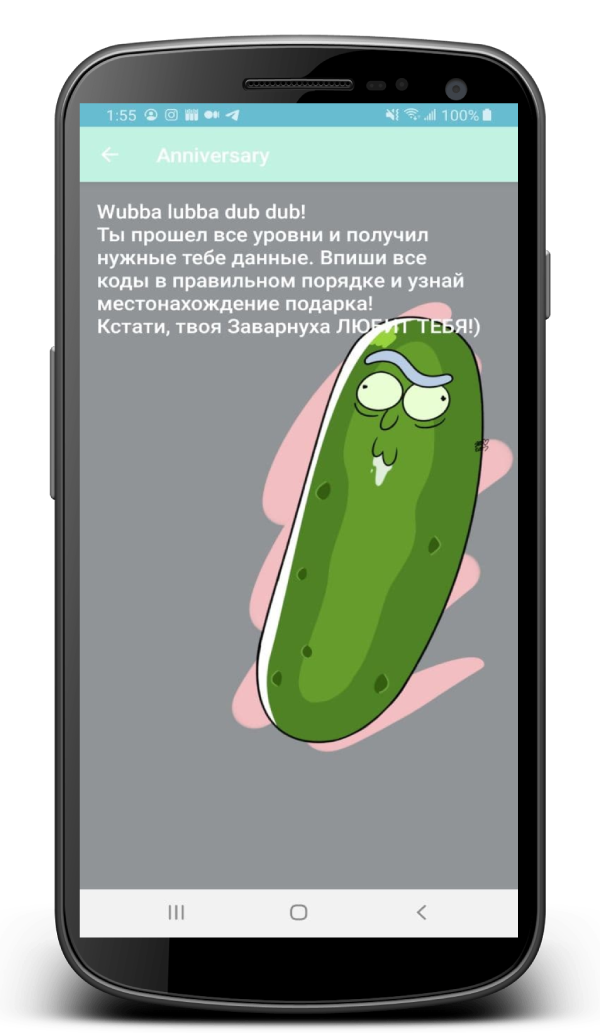 1:55 100%
Anniversary
Wubba lubba dub dub!
Ты прошел все уровни и получил
нужные тебе данные. Впиши все
коды в правильном порядке и узнай
местонахождение подарка!
Кстати, твоя Заварнуха ЛЮБИТ ТЕБЯ!)